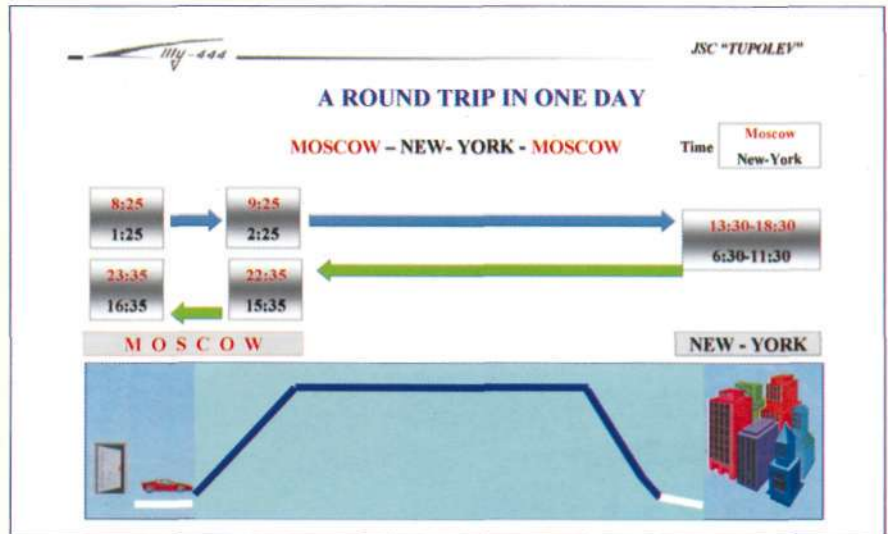 Ту-444
JSC "TUPOLEV"
A ROUND TRIP IN ONE DAY
MOSCOW – NEW- YORK - MOSCOW
Time
Moscow
New-York
8:25
1:25
9:25
2:25
13:30-18:30
6:30-11:30
23:35
16:35
22:35
15:35
M O S C O W
NEW - YORK